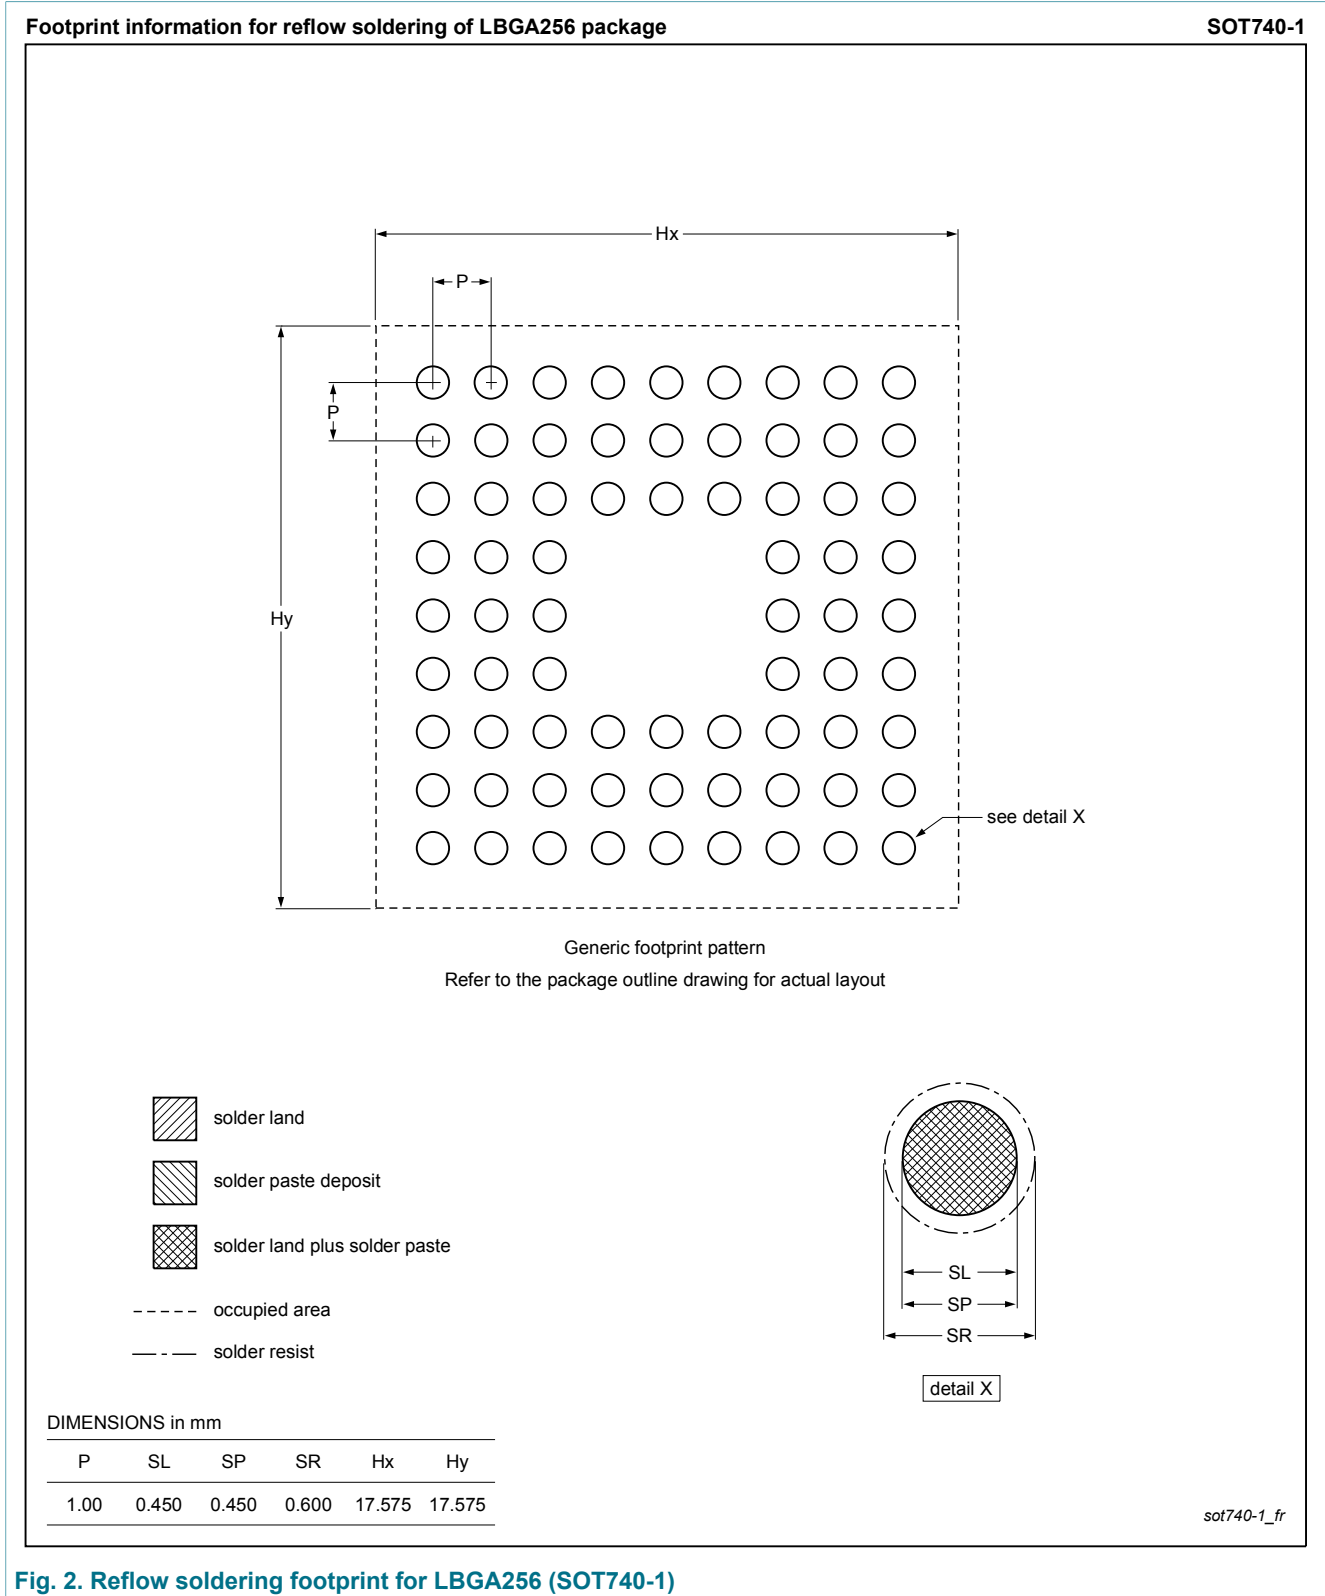 Footprint information for reflow soldering of LBGA256 package SOT740-1
Hx
P
P
Hy
see detail X
Generic footprint pattern
Refer to the package outline drawing for actual layout
solder land
solder paste deposit
solder land plus solder paste
occupied area
solder resist
SL
SP
SR
detail X
DIMENSIONS in mm
P SL SP SR Hx Hy
1.00 0.450 0.450 0.600 17.575 17.575
sot740-1_fr
Fig. 2. Reflow soldering footprint for LBGA256 (SOT740-1)